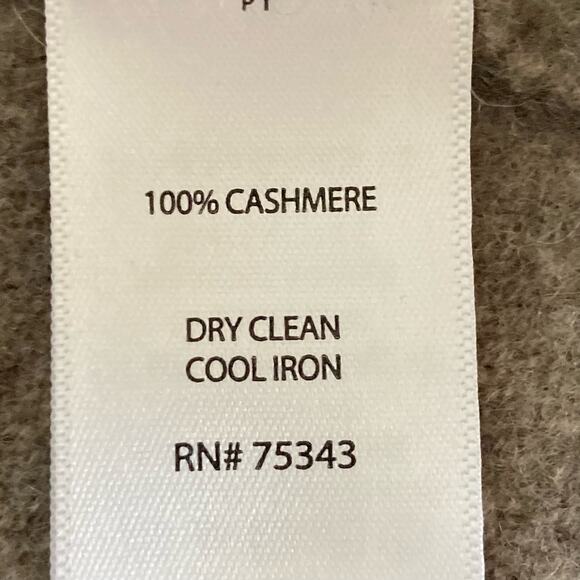 100% CASHMERE
DRY CLEAN
COOL IRON
RN# 75343